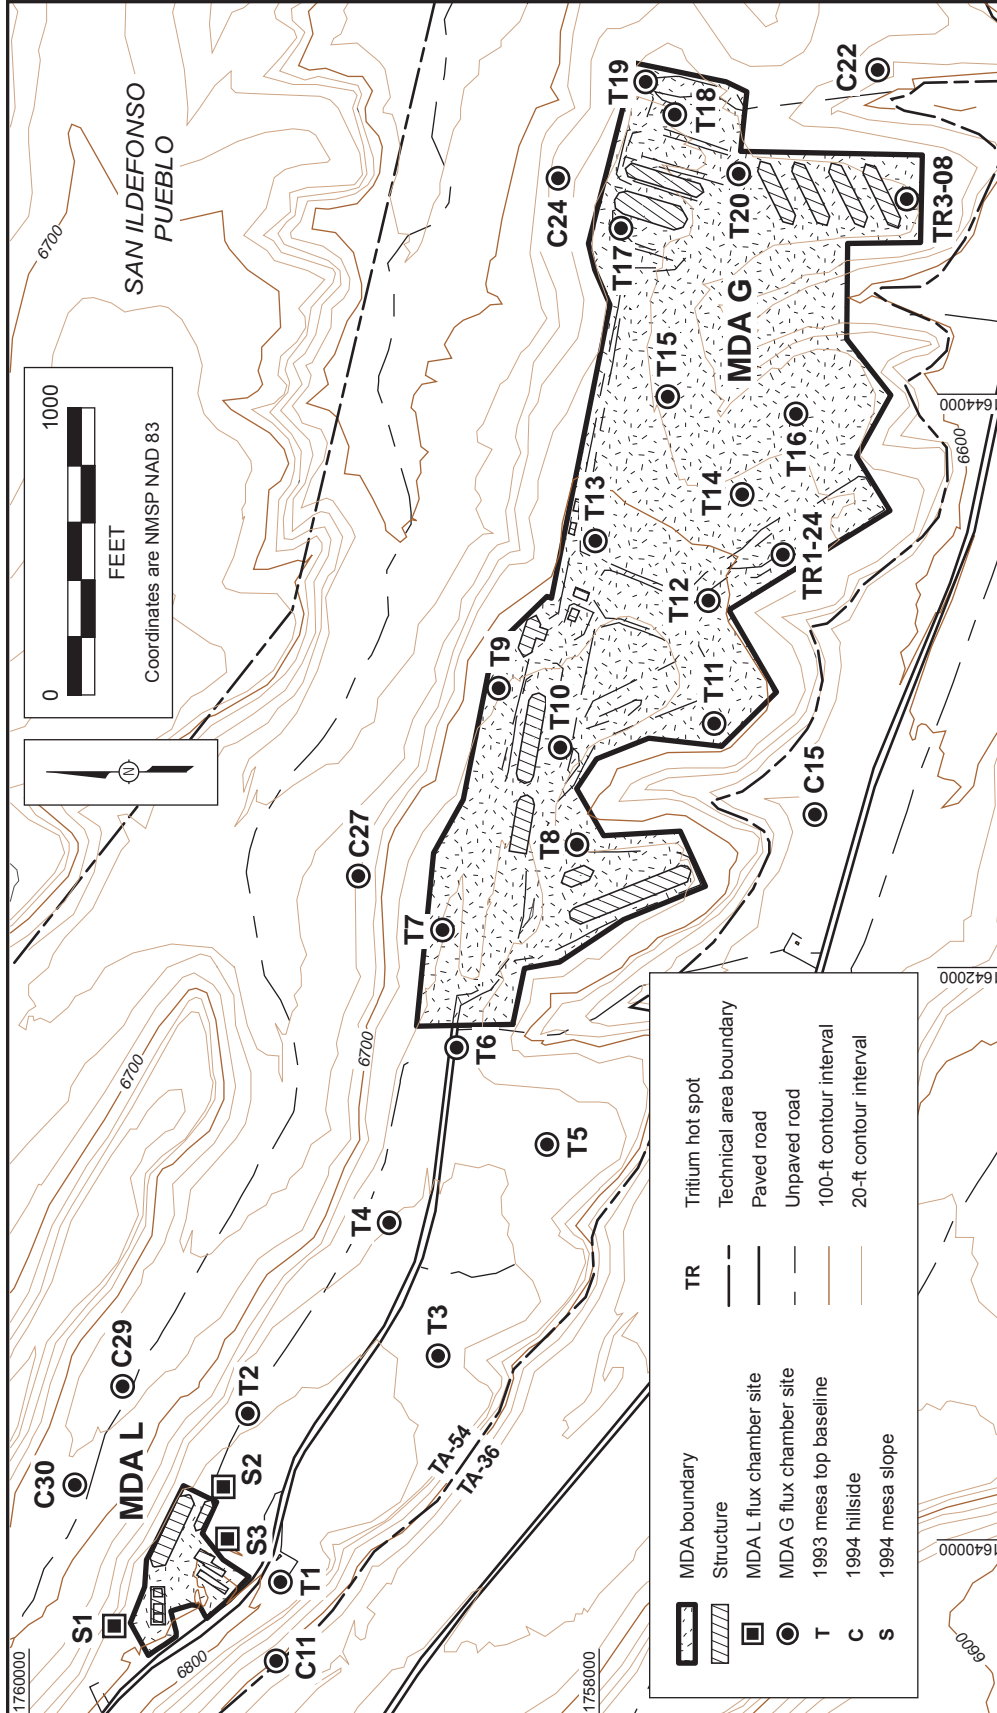 1760000
1758000
1640000
1642000
1644000
SAN ILDEFONSO
PUEBLO
6700
6700
6700
6800
6600
6600
0
1000
FEET
Coordinates are NMSP NAD 83
N
MDA L
MDA G
TA-54
TA-36
S1
S2
S3
C30
C29
C11
C27
C24
C22
C15
T1
T2
T3
T4
T5
T6
T7
T8
T9
T10
T11
T12
T13
T14
T15
T16
T17
T18
T19
T20
TR1-24
TR3-08
MDA boundary
Structure
MDA L flux chamber site
MDA G flux chamber site
T 1993 mesa top baseline
C 1994 hillside
S 1994 mesa slope
TR Tritium hot spot
Technical area boundary
Paved road
Unpaved road
100-ft contour interval
20-ft contour interval